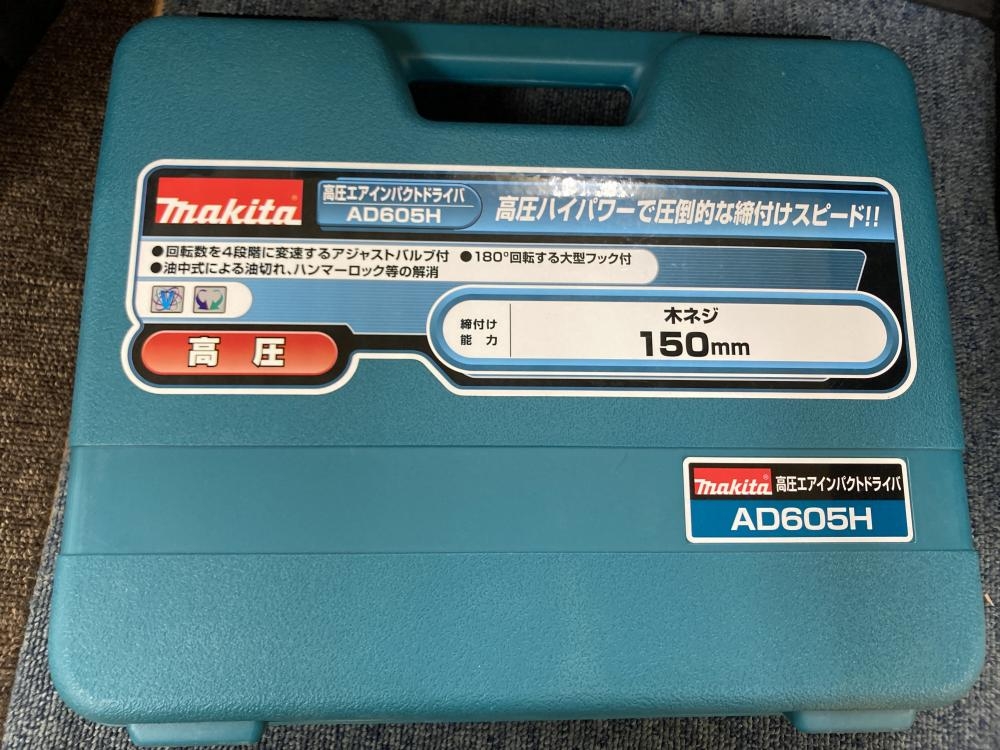 makita
高圧エアインパクトドライバ
AD605H
高圧ハイパワーで圧倒的な締付けスピード!!
●回転数を4段階に変速するアジャストバルブ付 ●180°回転する大型フック付
●油中式による油切れ、ハンマーロック等の解消
V
高圧
締付け
能力
木ネジ
150mm
makita 高圧エアインパクトドライバ
AD605H